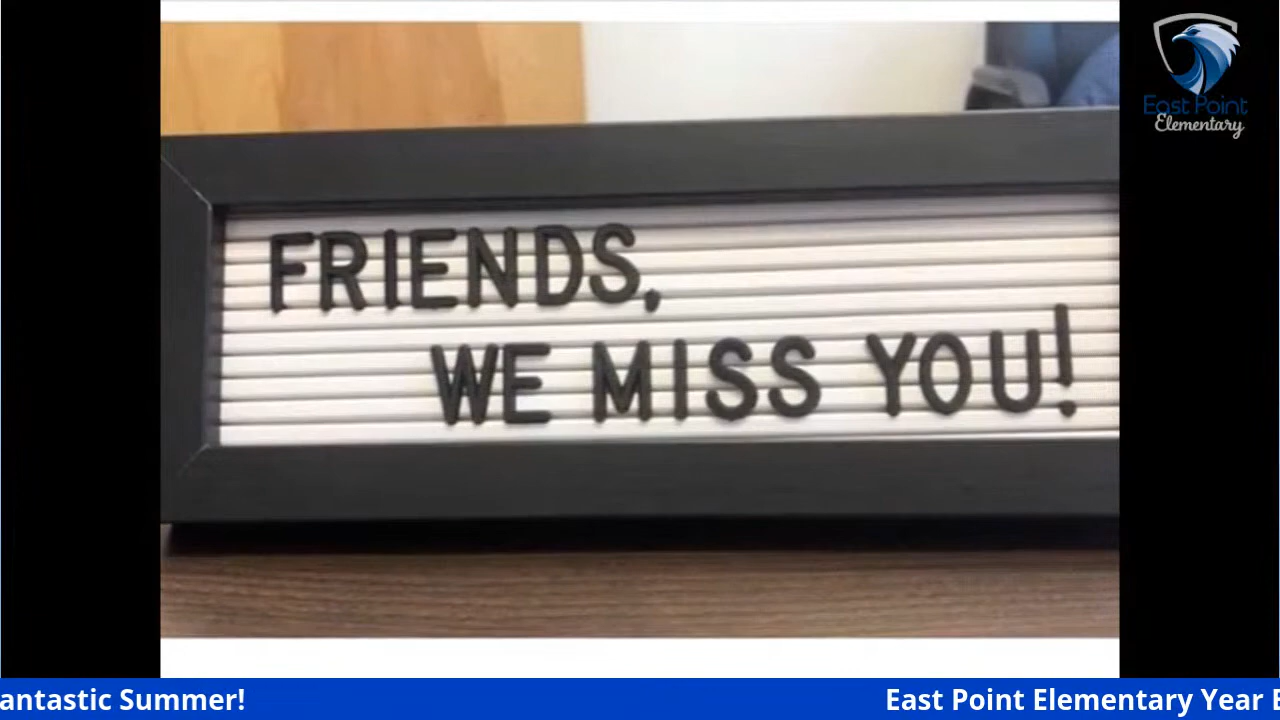 East Point
Elementary
FRIENDS,
WE MISS YOU!
antastic Summer!
East Point Elementary Year E